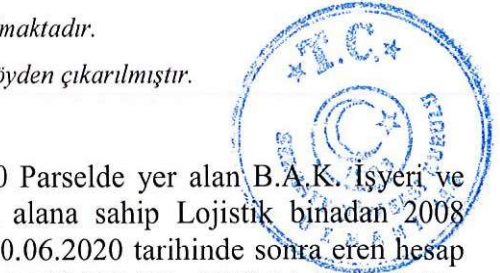 maktadır.
öyden çıkarılmıştır.
T.C.
0 Parselde yer alan B.A.K. İşyeri ve
alana sahip Lojistik binadan 2008
0.06.2020 tarihinde sonra eren hesap